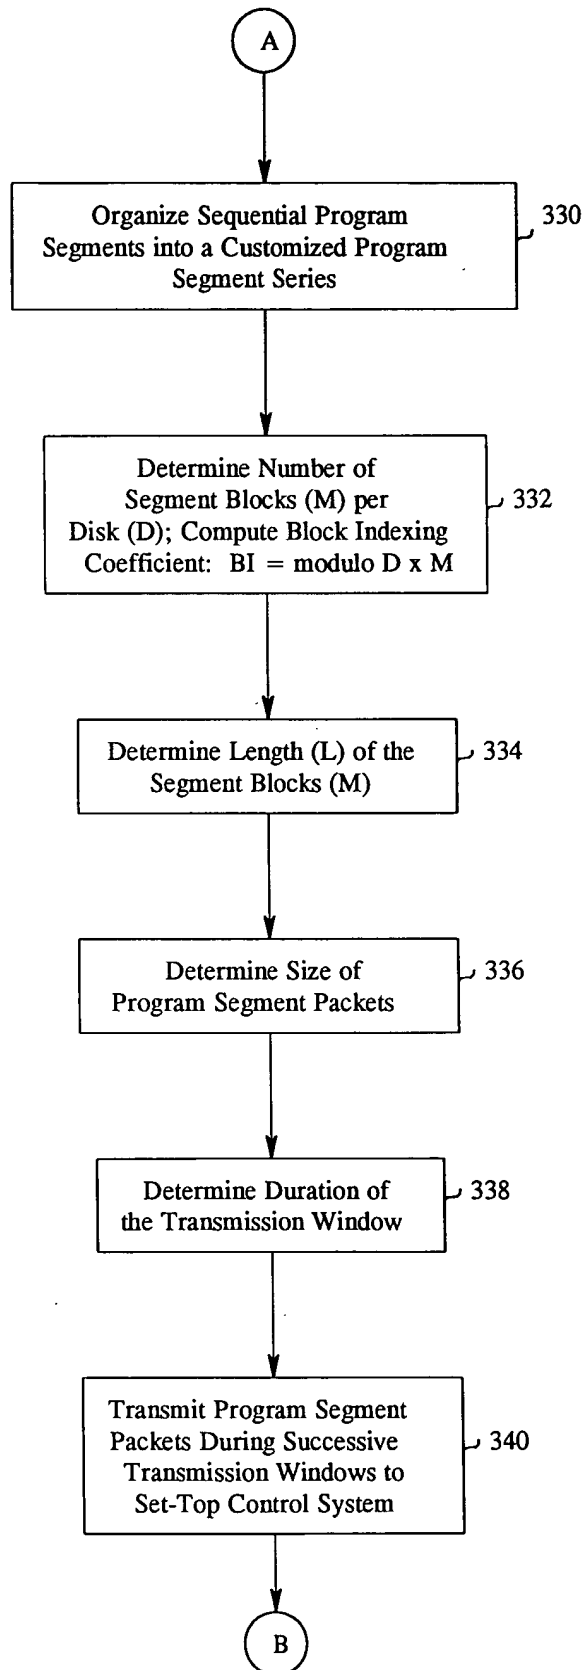 A
Organize Sequential Program
Segments into a Customized Program
Segment Series
330
Determine Number of
Segment Blocks (M) per
Disk (D); Compute Block Indexing
Coefficient: BI = modulo D x M
332
Determine Length (L) of the
Segment Blocks (M)
334
Determine Size of
Program Segment Packets
336
Determine Duration of
the Transmission Window
338
Transmit Program Segment
Packets During Successive
Transmission Windows to
Set-Top Control System
340
B